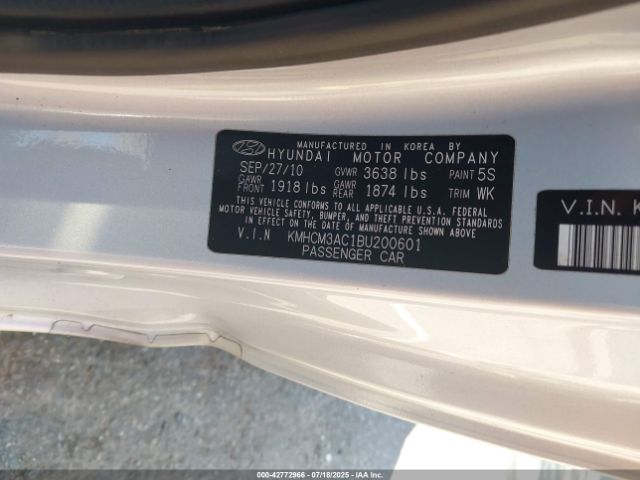 MANUFACTURED IN KOREA BY
HYUNDAI MOTOR COMPANY
SEP/27/10 GVWR 3638 lbs PAINT 5S
GAWR FRONT 1918 lbs GAWR REAR 1874 lbs TRIM WK
THIS VEHICLE CONFORMS TO ALL APPLICABLE U.S.A. FEDERAL
MOTOR VEHICLE SAFETY, BUMPER, AND THEFT PREVENTION STANDARDS
IN EFFECT ON THE DATE OF MANUFACTURE SHOWN ABOVE.
V.I.N KMHCM3AC1BU200601
PASSENGER CAR
V.I.N. K
000-42772966 - 07/18/2025 - IAA Inc.